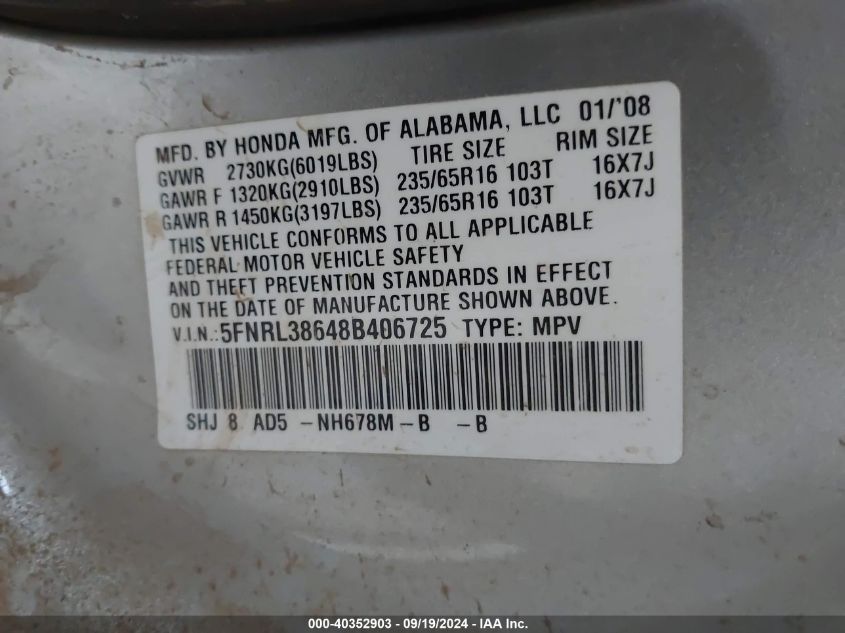 MFD. BY HONDA MFG. OF ALABAMA, LLC 01/'08
GVWR 2730KG(6019LBS) TIRE SIZE RIM SIZE
GAWR F 1320KG(2910LBS) 235/65R16 103T 16X7J
GAWR R 1450KG(3197LBS) 235/65R16 103T 16X7J
THIS VEHICLE CONFORMS TO ALL APPLICABLE
FEDERAL MOTOR VEHICLE SAFETY
AND THEFT PREVENTION STANDARDS IN EFFECT
ON THE DATE OF MANUFACTURE SHOWN ABOVE.
V.I.N.: 5FNRL38648B406725 TYPE: MPV
SHJ 8 AD5 -NH678M-B -B
000-40352903 - 09/19/2024 - IAA Inc.